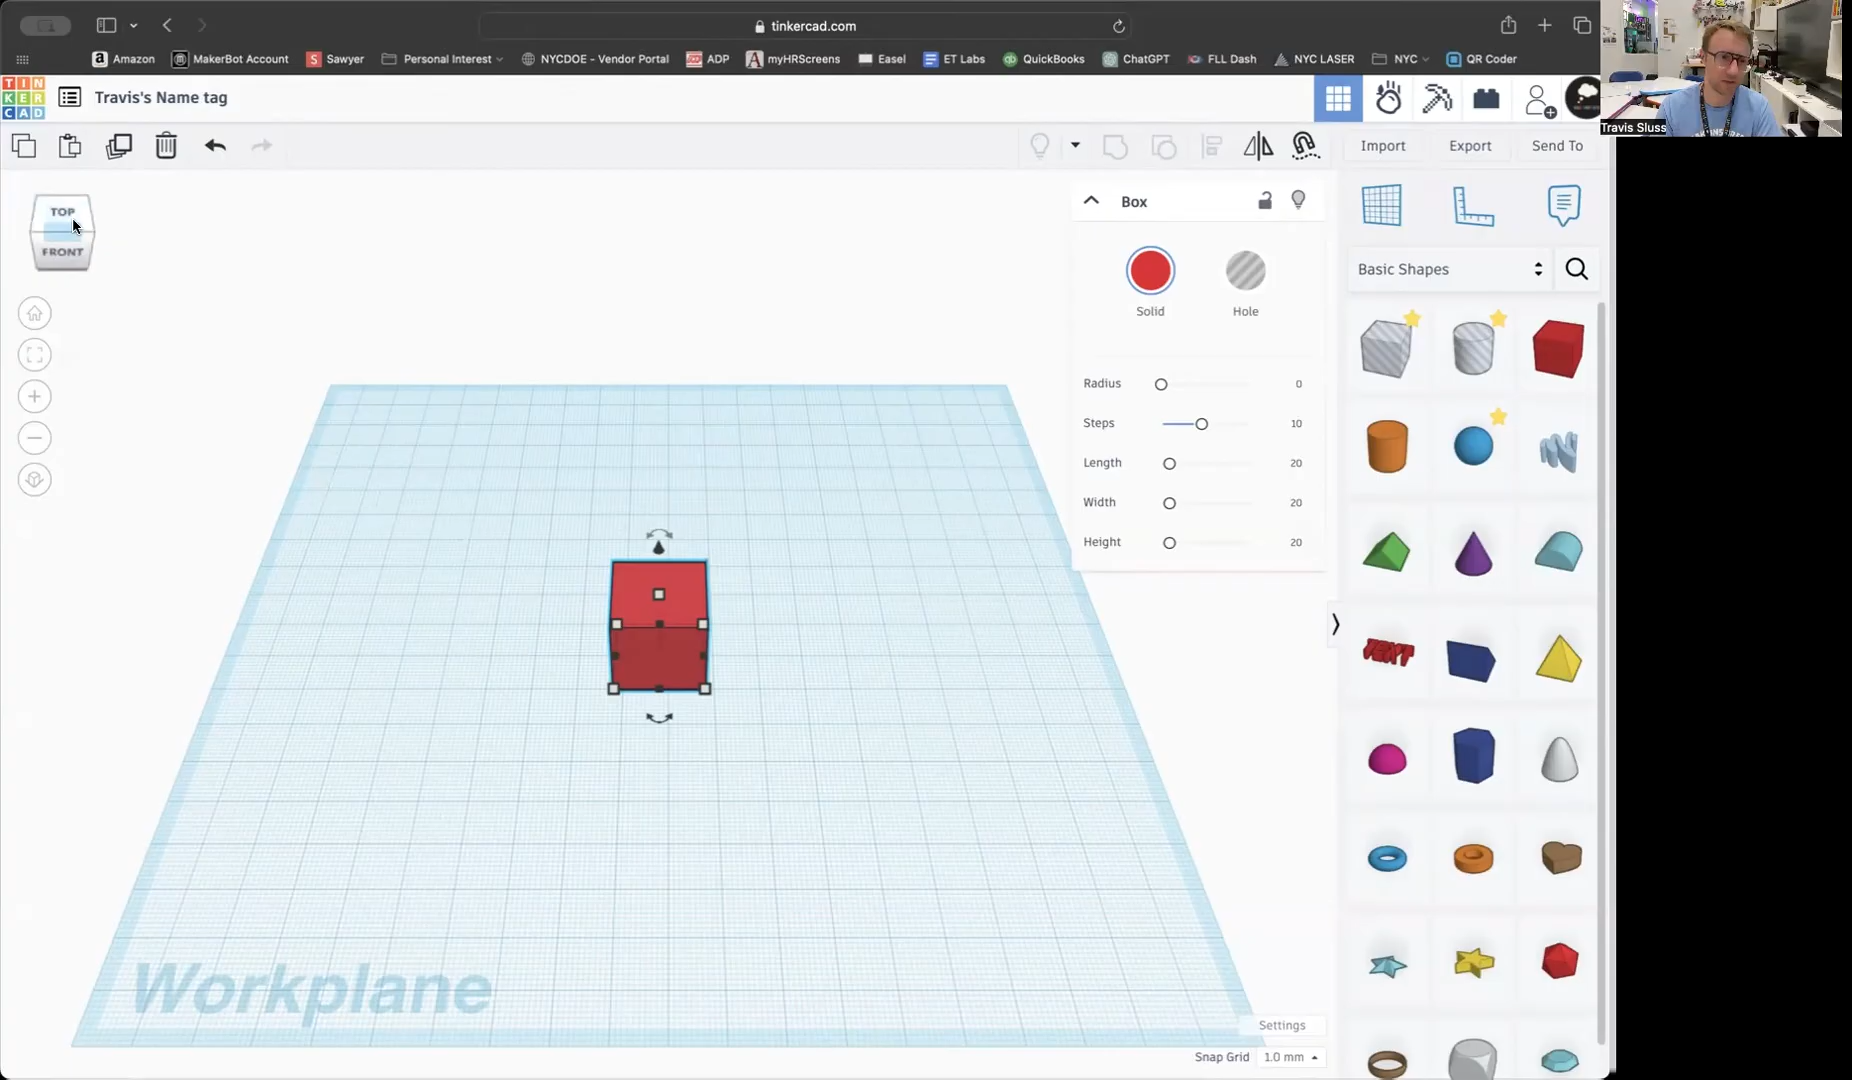 tinkercad.com
Amazon MakerBot Account Sawyer Personal Interest NYCDOE - Vendor Portal ADP myHRScreens Easel ET Labs QuickBooks ChatGPT FLL Dash NYC LASER NYC QR Coder
TIN
KER
CAD
Travis's Name tag
Travis Sluss
Import Export Send To
TOP
FRONT
Box
Solid Hole
Radius 0
Steps 10
Length 20
Width 20
Height 20
Basic Shapes
TEXT
Workplane
Settings
Snap Grid 1.0 mm